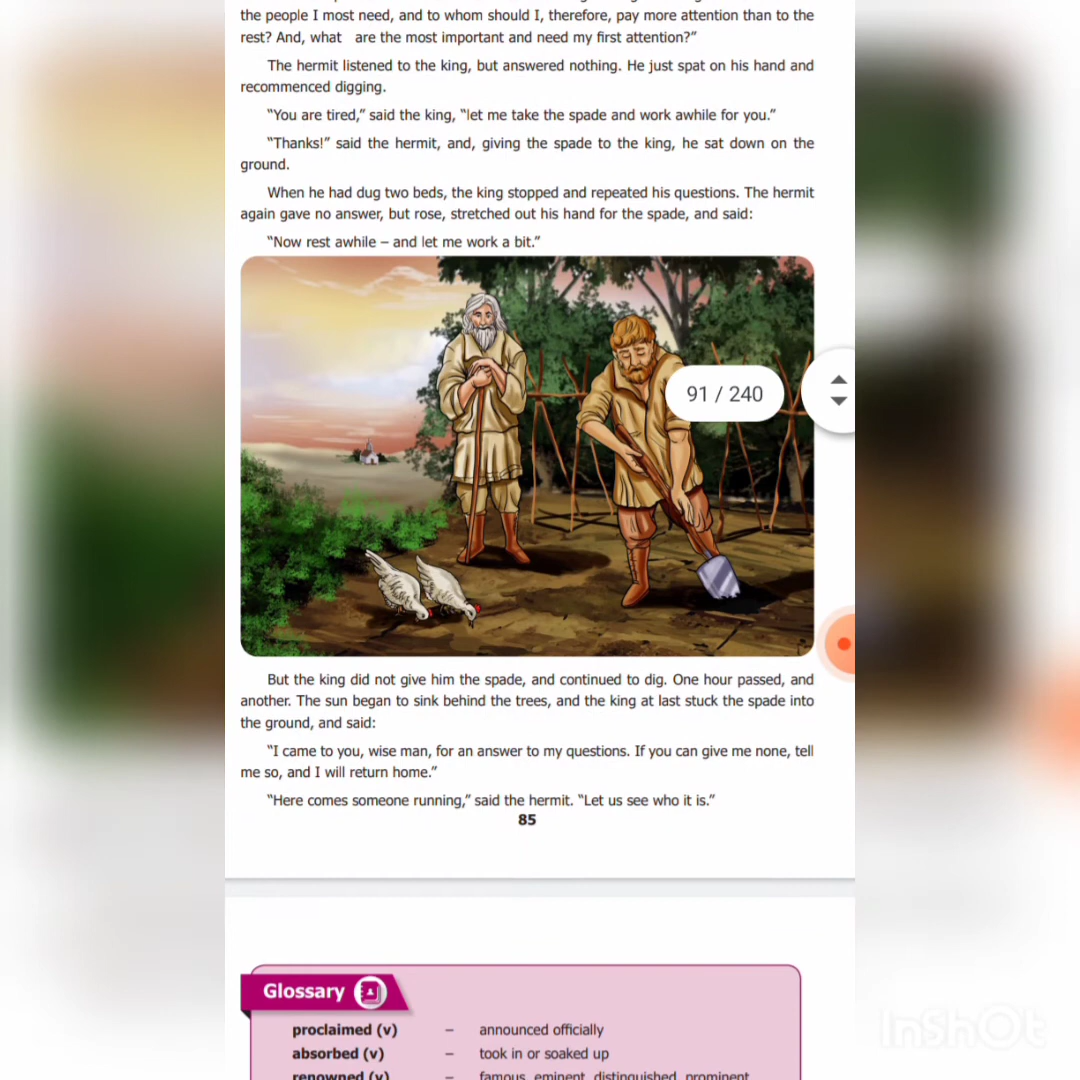 the people I most need, and to whom should I, therefore, pay more attention than to the
rest? And, what are the most important and need my first attention?”
The hermit listened to the king, but answered nothing. He just spat on his hand and
recommenced digging.
“You are tired,” said the king, “let me take the spade and work awhile for you.”
“Thanks!” said the hermit, and, giving the spade to the king, he sat down on the
ground.
When he had dug two beds, the king stopped and repeated his questions. The hermit
again gave no answer, but rose, stretched out his hand for the spade, and said:
“Now rest awhile – and let me work a bit.”
91 / 240
But the king did not give him the spade, and continued to dig. One hour passed, and
another. The sun began to sink behind the trees, and the king at last stuck the spade into
the ground, and said:
“I came to you, wise man, for an answer to my questions. If you can give me none, tell
me so, and I will return home.”
“Here comes someone running,” said the hermit. “Let us see who it is.”
85
Glossary
proclaimed (v) – announced officially
absorbed (v) – took in or soaked up
renowned (v) – famous, eminent, distinguished, prominent
InShOt